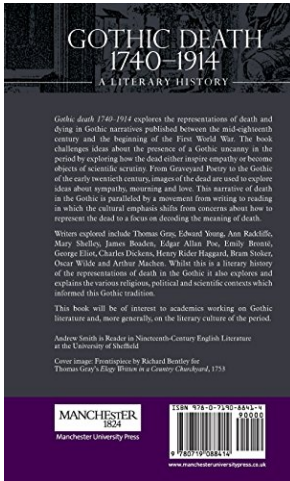 GOTHIC DEATH
1740–1914
A LITERARY HISTORY
Gothic death 1740–1914 explores the representations of death and
dying in Gothic narratives published between the mid-eighteenth
century and the beginning of the First World War. The book
challenges ideas about the presence of a Gothic uncanny in the
period by exploring how the dead either inspire empathy or become
objects of scientific scrutiny. From Graveyard Poetry to the Gothic
of the early twentieth century, images of the dead are used to explore
ideas about sympathy, mourning and love. This narrative of death
in the Gothic is paralleled by a movement from writing to reading
in which the cultural emphasis shifts from concerns about how to
represent the dead to a focus on decoding the meaning of death.
Writers explored include Thomas Gray, Edward Young, Ann Radcliffe,
Mary Shelley, James Boaden, Edgar Allan Poe, Emily Brontë,
George Eliot, Charles Dickens, Henry Rider Haggard, Bram Stoker,
Oscar Wilde and Arthur Machen. Whilst this is a literary history
of the representations of death in the Gothic it also explores and
explains the various religious, political and scientific contexts which
informed this Gothic tradition.
This book will be of interest to academics working on Gothic
literature and, more generally, on the literary culture of the period.
Andrew Smith is Reader in Nineteenth-Century English Literature
at the University of Sheffield
Cover image: Frontispiece by Richard Bentley for
Thomas Gray's Elegy Written in a Country Churchyard, 1753
MANCHESTER
1824
Manchester University Press
ISBN 978-0-7190-8841-4
90000
9 780719 088414
www.manchesteruniversitypress.co.uk